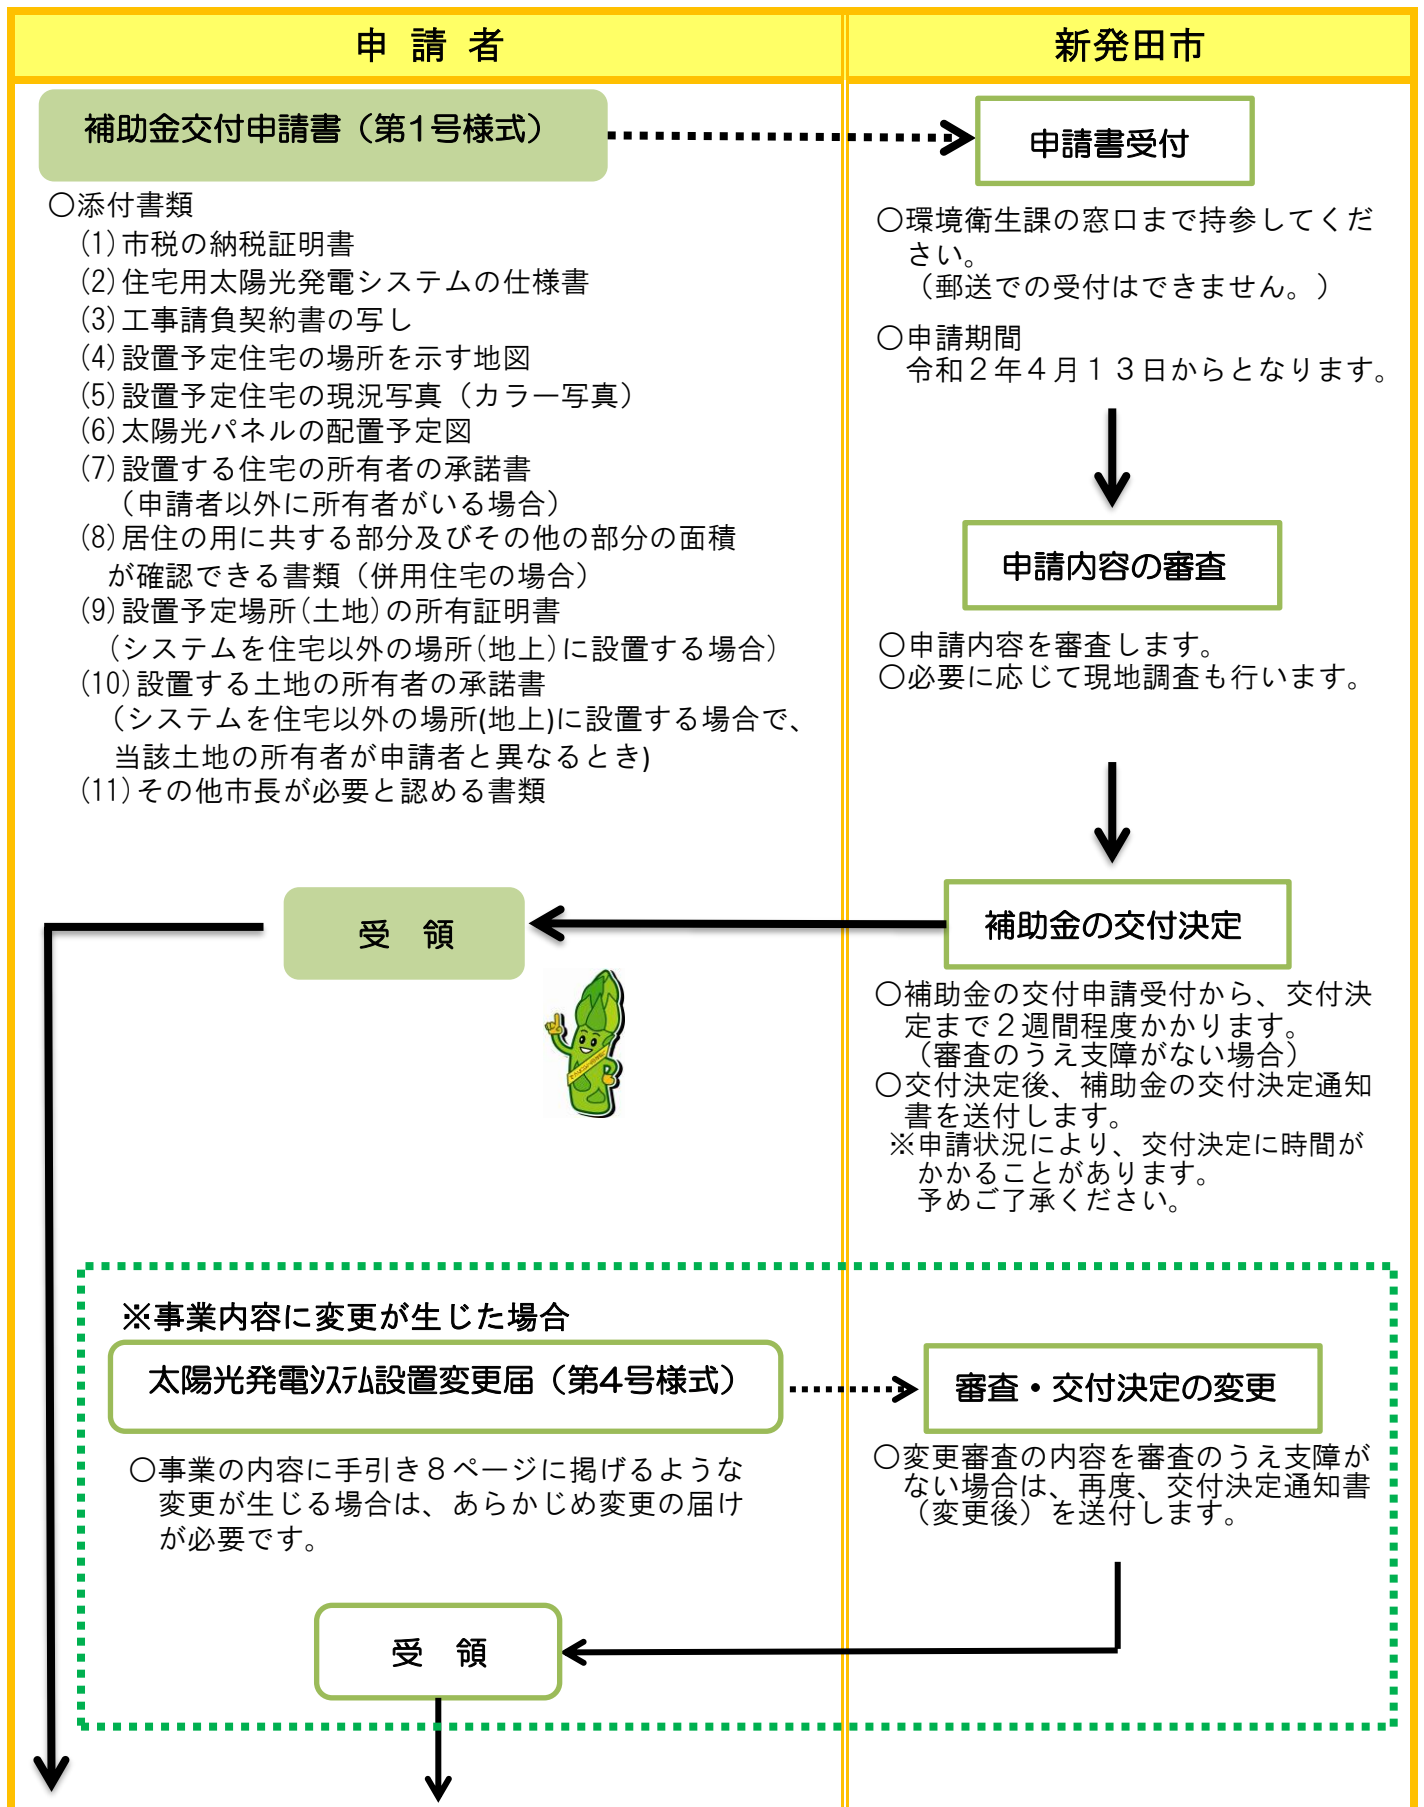 申 請 者
新発田市
補助金交付申請書（第１号様式）
〇添付書類
(1)市税の納税証明書
(2)住宅用太陽光発電システムの仕様書
(3)工事請負契約書の写し
(4)設置予定住宅の場所を示す地図
(5)設置予定住宅の現況写真（カラー写真）
(6)太陽光パネルの配置予定図
(7)設置する住宅の所有者の承諾書
（申請者以外に所有者がいる場合）
(8)居住の用に共する部分及びその他の部分の面積
が確認できる書類（併用住宅の場合）
(9)設置予定場所(土地)の所有証明書
（システムを住宅以外の場所(地上)に設置する場合）
(10)設置する土地の所有者の承諾書
（システムを住宅以外の場所(地上)に設置する場合で、
当該土地の所有者が申請者と異なるとき)
(11)その他市長が必要と認める書類
申請書受付
〇環境衛生課の窓口まで持参してくだ
さい。
（郵送での受付はできません。）
〇申請期間
令和２年４月１３日からとなります。
申請内容の審査
〇申請内容を審査します。
〇必要に応じて現地調査も行います。
受　領
補助金の交付決定
〇補助金の交付申請受付から、交付決
定まで２週間程度かかります。
（審査のうえ支障がない場合）
〇交付決定後、補助金の交付決定通知
書を送付します。
※申請状況により、交付決定に時間が
かかることがあります。
予めご了承ください。
※事業内容に変更が生じた場合
太陽光発電ｼｽﾃﾑ設置変更届（第４号様式）
〇事業の内容に手引き８ページに掲げるような
変更が生じる場合は、あらかじめ変更の届け
が必要です。
審査・交付決定の変更
〇変更審査の内容を審査のうえ支障が
ない場合は、再度、交付決定通知書
（変更後）を送付します。
受　領